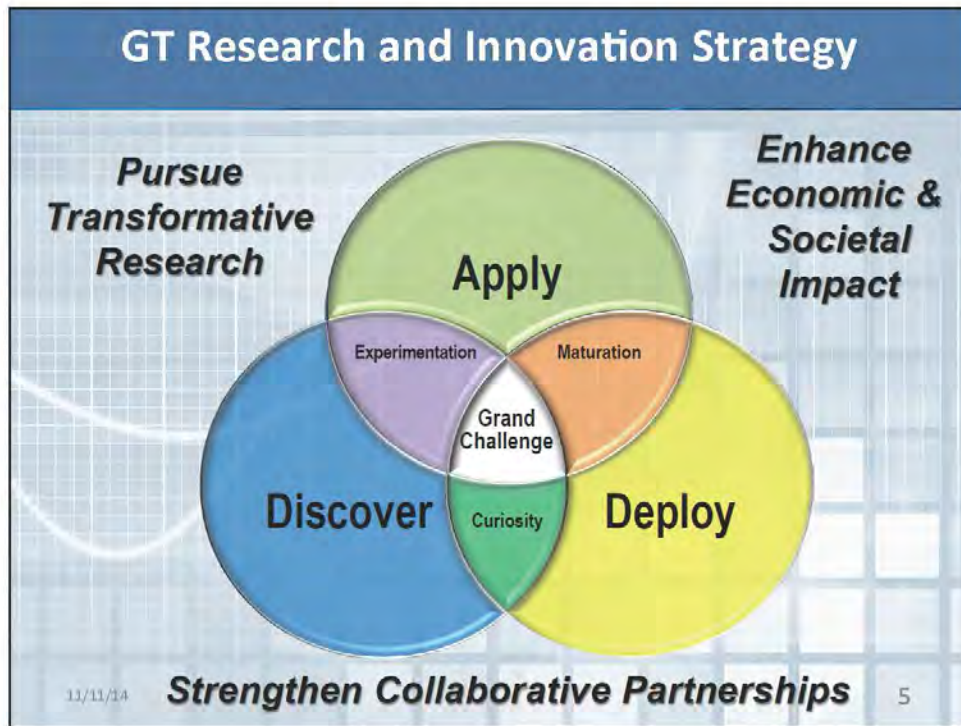 GT Research and Innovation Strategy
Pursue
Transformative
Research
Enhance
Economic &
Societal
Impact
Apply
Experimentation
Maturation
Grand
Challenge
Discover
Curiosity
Deploy
11/11/14
Strengthen Collaborative Partnerships
5